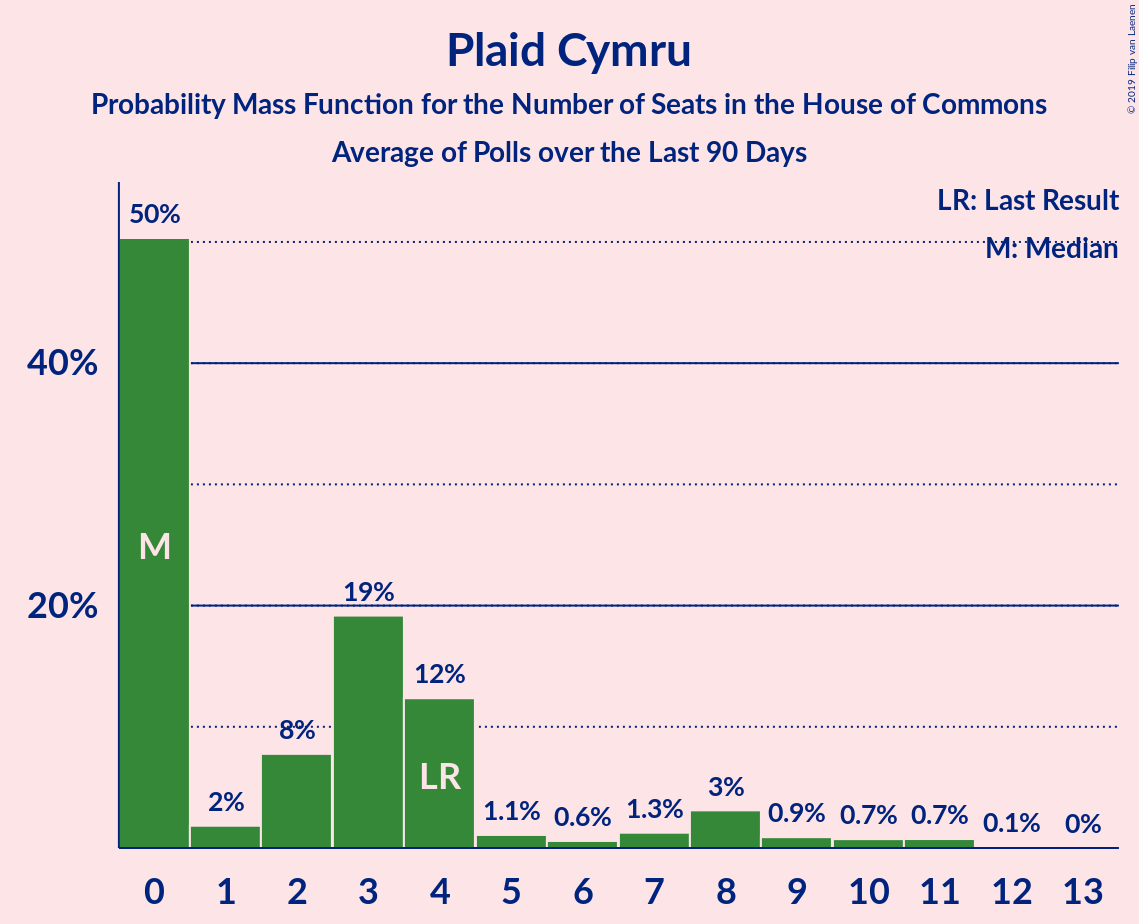 Plaid Cymru
Probability Mass Function for the Number of Seats in the House of Commons
Average of Polls over the Last 90 Days
© 2019 Filip van Laenen
LR: Last Result
M: Median
50%
40%
M
20%
19%
12%
8%
LR
2%
1.1%
0.6%
1.3%
3%
0.9%
0.7%
0.7%
0.1%
0%
0 1 2 3 4 5 6 7 8 9 10 11 12 13